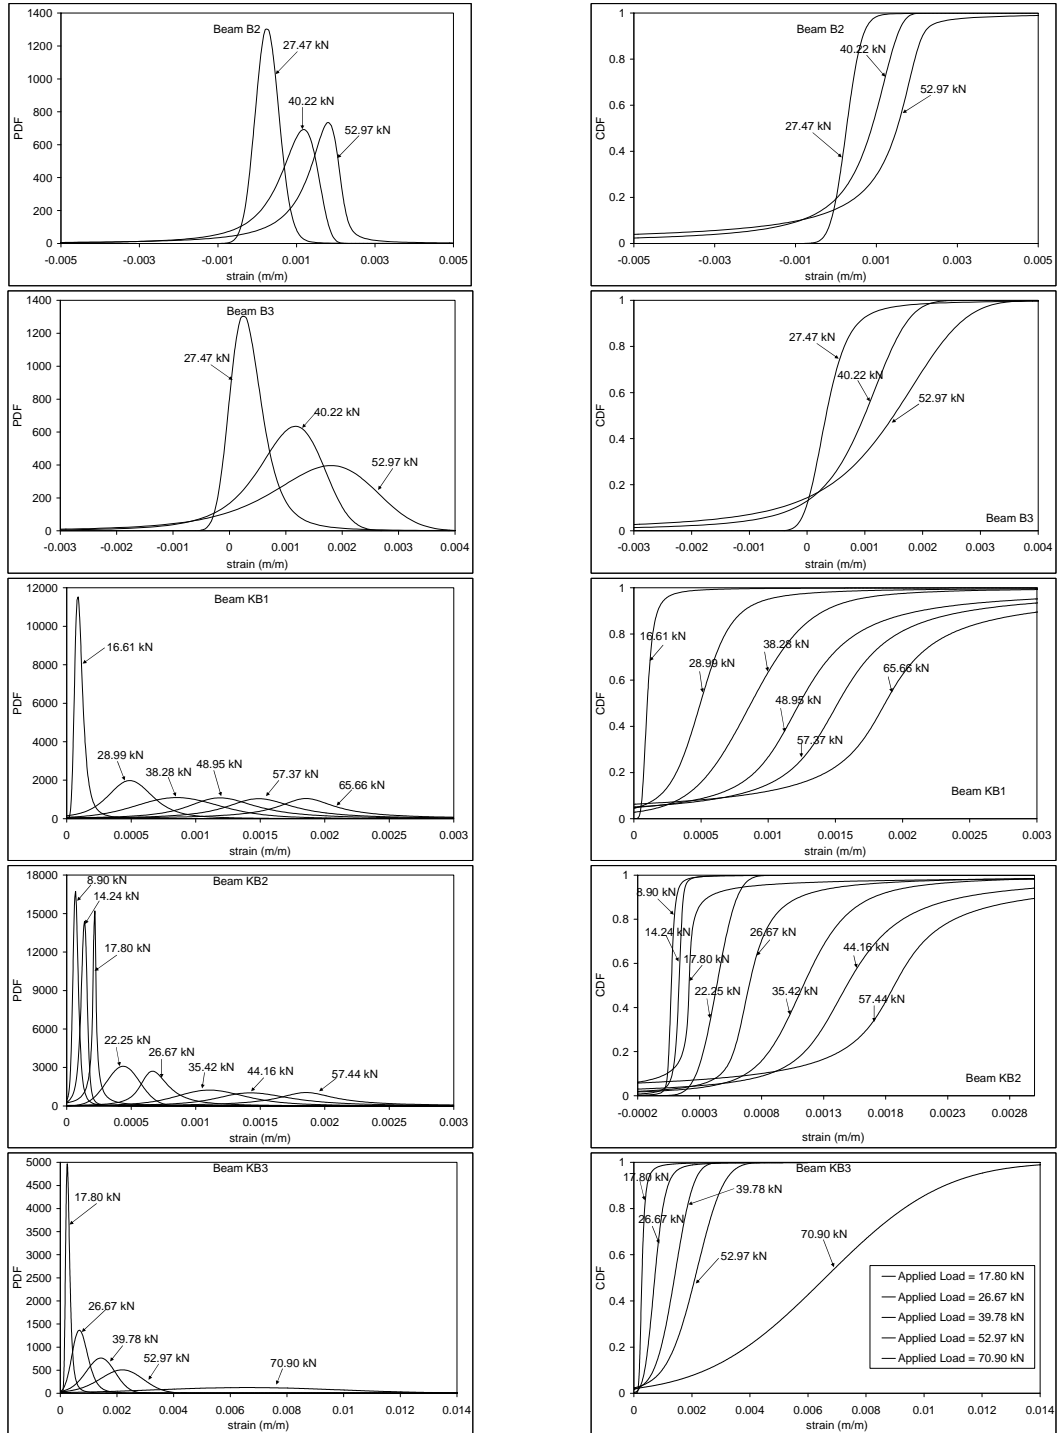 Beam B2
PDF
1400
1200
1000
800
600
400
200
0
27.47 kN
40.22 kN
52.97 kN
-0.005
-0.003
-0.001
0.001
0.003
0.005
strain (m/m)
Beam B2
CDF
1
0.8
0.6
0.4
0.2
0
40.22 kN
52.97 kN
27.47 kN
-0.005
-0.003
-0.001
0.001
0.003
0.005
strain (m/m)
Beam B3
PDF
1400
1200
1000
800
600
400
200
0
27.47 kN
40.22 kN
52.97 kN
-0.003
-0.002
-0.001
0
0.001
0.002
0.003
0.004
strain (m/m)
CDF
1
0.8
0.6
0.4
0.2
0
27.47 kN
40.22 kN
52.97 kN
Beam B3
-0.003
-0.002
-0.001
0
0.001
0.002
0.003
0.004
strain (m/m)
Beam KB1
PDF
12000
10000
8000
6000
4000
2000
0
16.61 kN
28.99 kN
38.28 kN
48.95 kN
57.37 kN
65.66 kN
0
0.0005
0.001
0.0015
0.002
0.0025
0.003
strain (m/m)
CDF
1
0.8
0.6
0.4
0.2
0
16.61 kN
28.99 kN
38.28 kN
48.95 kN
57.37 kN
65.66 kN
Beam KB1
0
0.0005
0.001
0.0015
0.002
0.0025
0.003
strain (m/m)
Beam KB2
PDF
18000
15000
12000
9000
6000
3000
0
8.90 kN
14.24 kN
17.80 kN
22.25 kN
26.67 kN
35.42 kN
44.16 kN
57.44 kN
0
0.0005
0.001
0.0015
0.002
0.0025
0.003
strain (m/m)
CDF
1
0.8
0.6
0.4
0.2
0
8.90 kN
14.24 kN
17.80 kN
22.25 kN
26.67 kN
35.42 kN
44.16 kN
57.44 kN
Beam KB2
-0.0002
0.0003
0.0008
0.0013
0.0018
0.0023
0.0028
strain (m/m)
Beam KB3
PDF
5000
4500
4000
3500
3000
2500
2000
1500
1000
500
0
17.80 kN
26.67 kN
39.78 kN
52.97 kN
70.90 kN
0
0.002
0.004
0.006
0.008
0.01
0.012
0.014
strain (m/m)
Beam KB3
CDF
1
0.8
0.6
0.4
0.2
0
17.80 kN
26.67 kN
39.78 kN
52.97 kN
70.90 kN
Applied Load = 17.80 kN
Applied Load = 26.67 kN
Applied Load = 39.78 kN
Applied Load = 52.97 kN
Applied Load = 70.90 kN
0
0.002
0.004
0.006
0.008
0.01
0.012
0.014
strain (m/m)